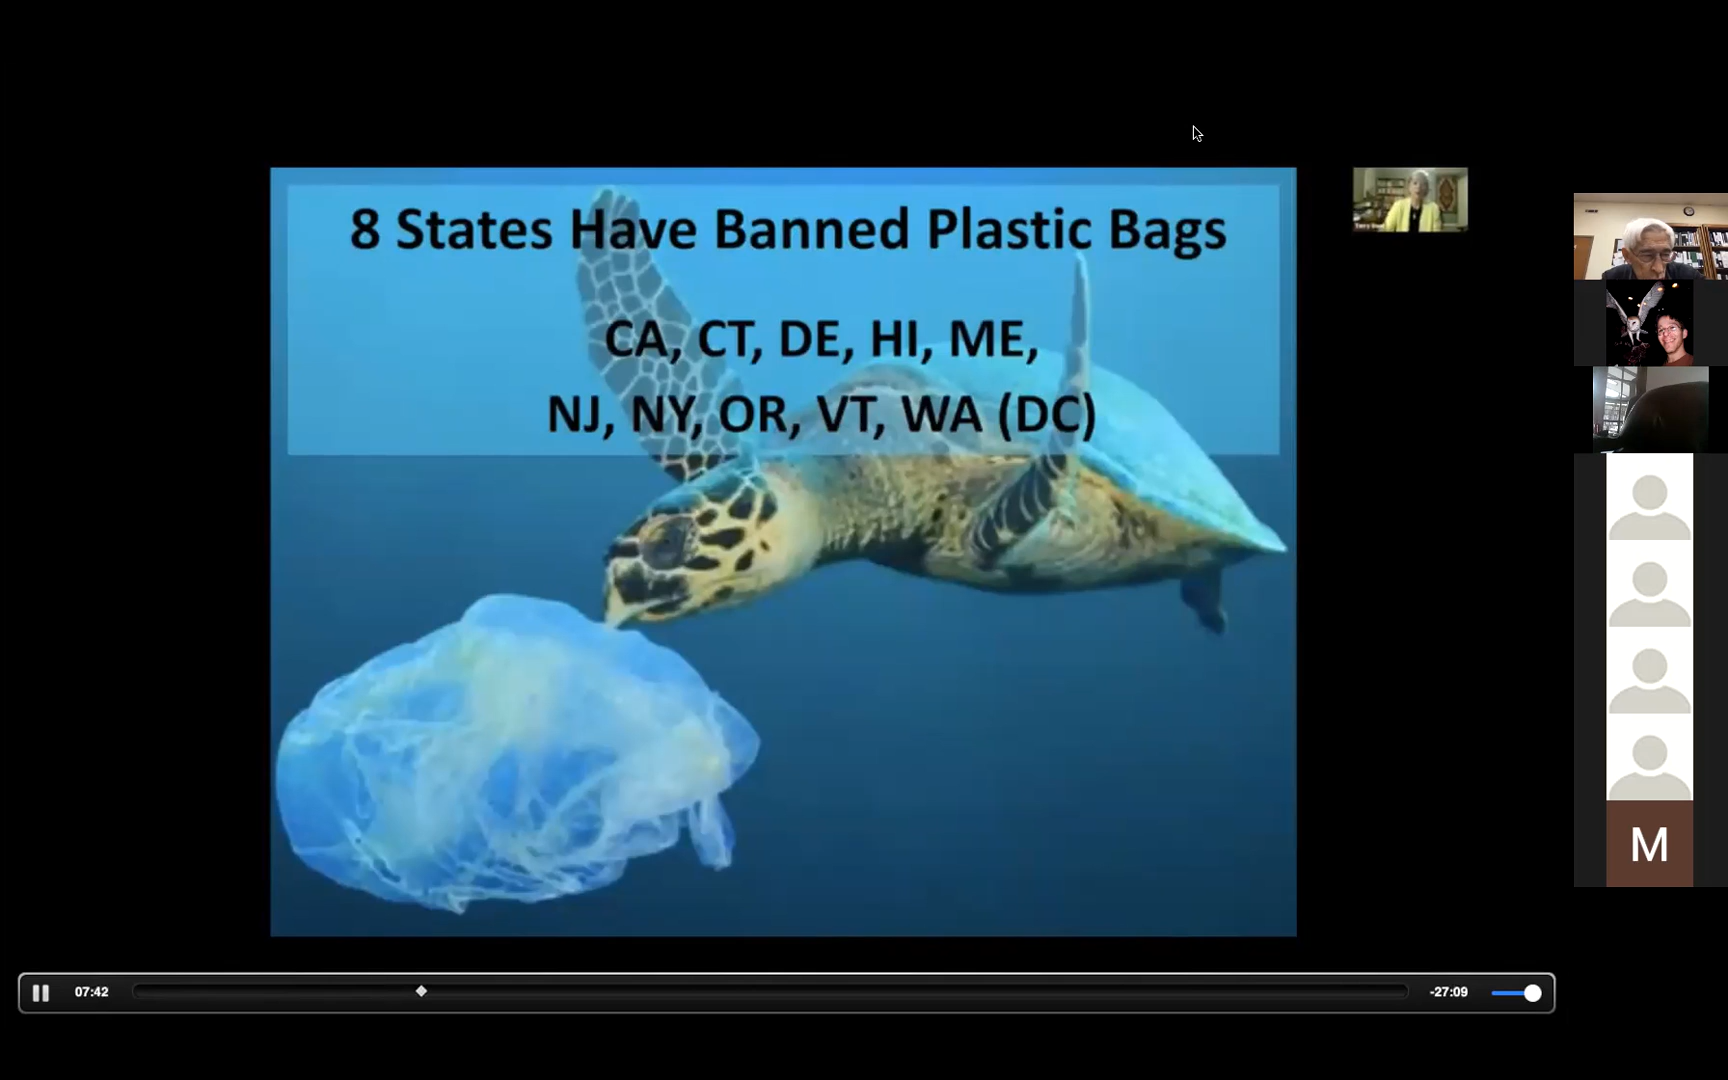 8 States Have Banned Plastic Bags
CA, CT, DE, HI, ME,
NJ, NY, OR, VT, WA (DC)
M
07:42
-27:09